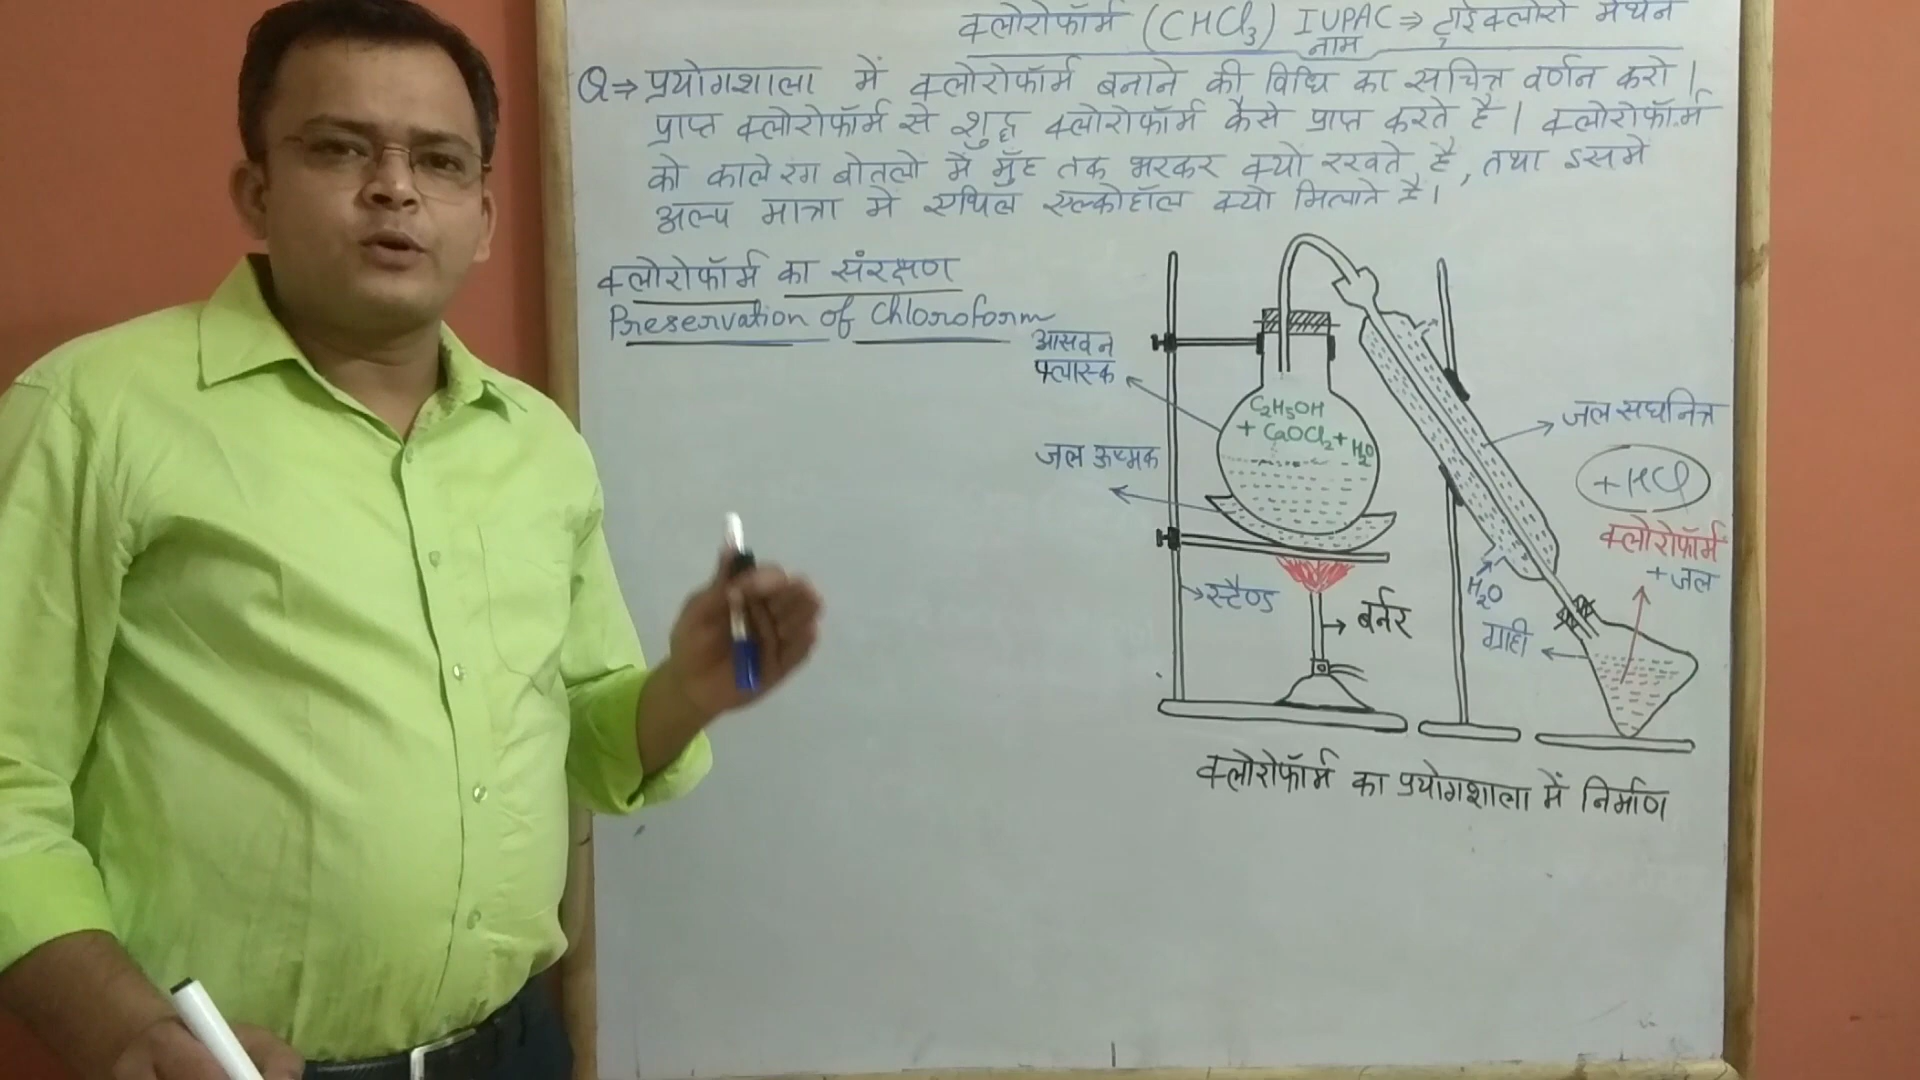 क्लोरोफॉर्म (CHCl₃) IUPAC ⇒ ट्राईक्लोरो मेथेन
नाम
Q ⇒ प्रयोगशाला में क्लोरोफॉर्म बनाने की विधि का सचित्र वर्णन करो।
प्राप्त क्लोरोफॉर्म से शुद्ध क्लोरोफॉर्म कैसे प्राप्त करते है। क्लोरोफॉर्म
को काले रंग बोतलो मे मुँह तक भरकर क्यो रखते है, तथा इसमे
अल्प मात्रा मे एथिल एल्कोहॉल क्यो मिलाते है।
क्लोरोफॉर्म का संरक्षण
Preservation of Chloroform
आसवन
फ्लास्क
C₂H₅OH
+ CaOCl₂ + H₂O
जल ऊष्मक
जल संघनित्र
+ HCl
क्लोरोफॉर्म
+ जल
H₂O
स्टैण्ड
बर्नर
ग्राही
क्लोरोफॉर्म का प्रयोगशाला में निर्माण